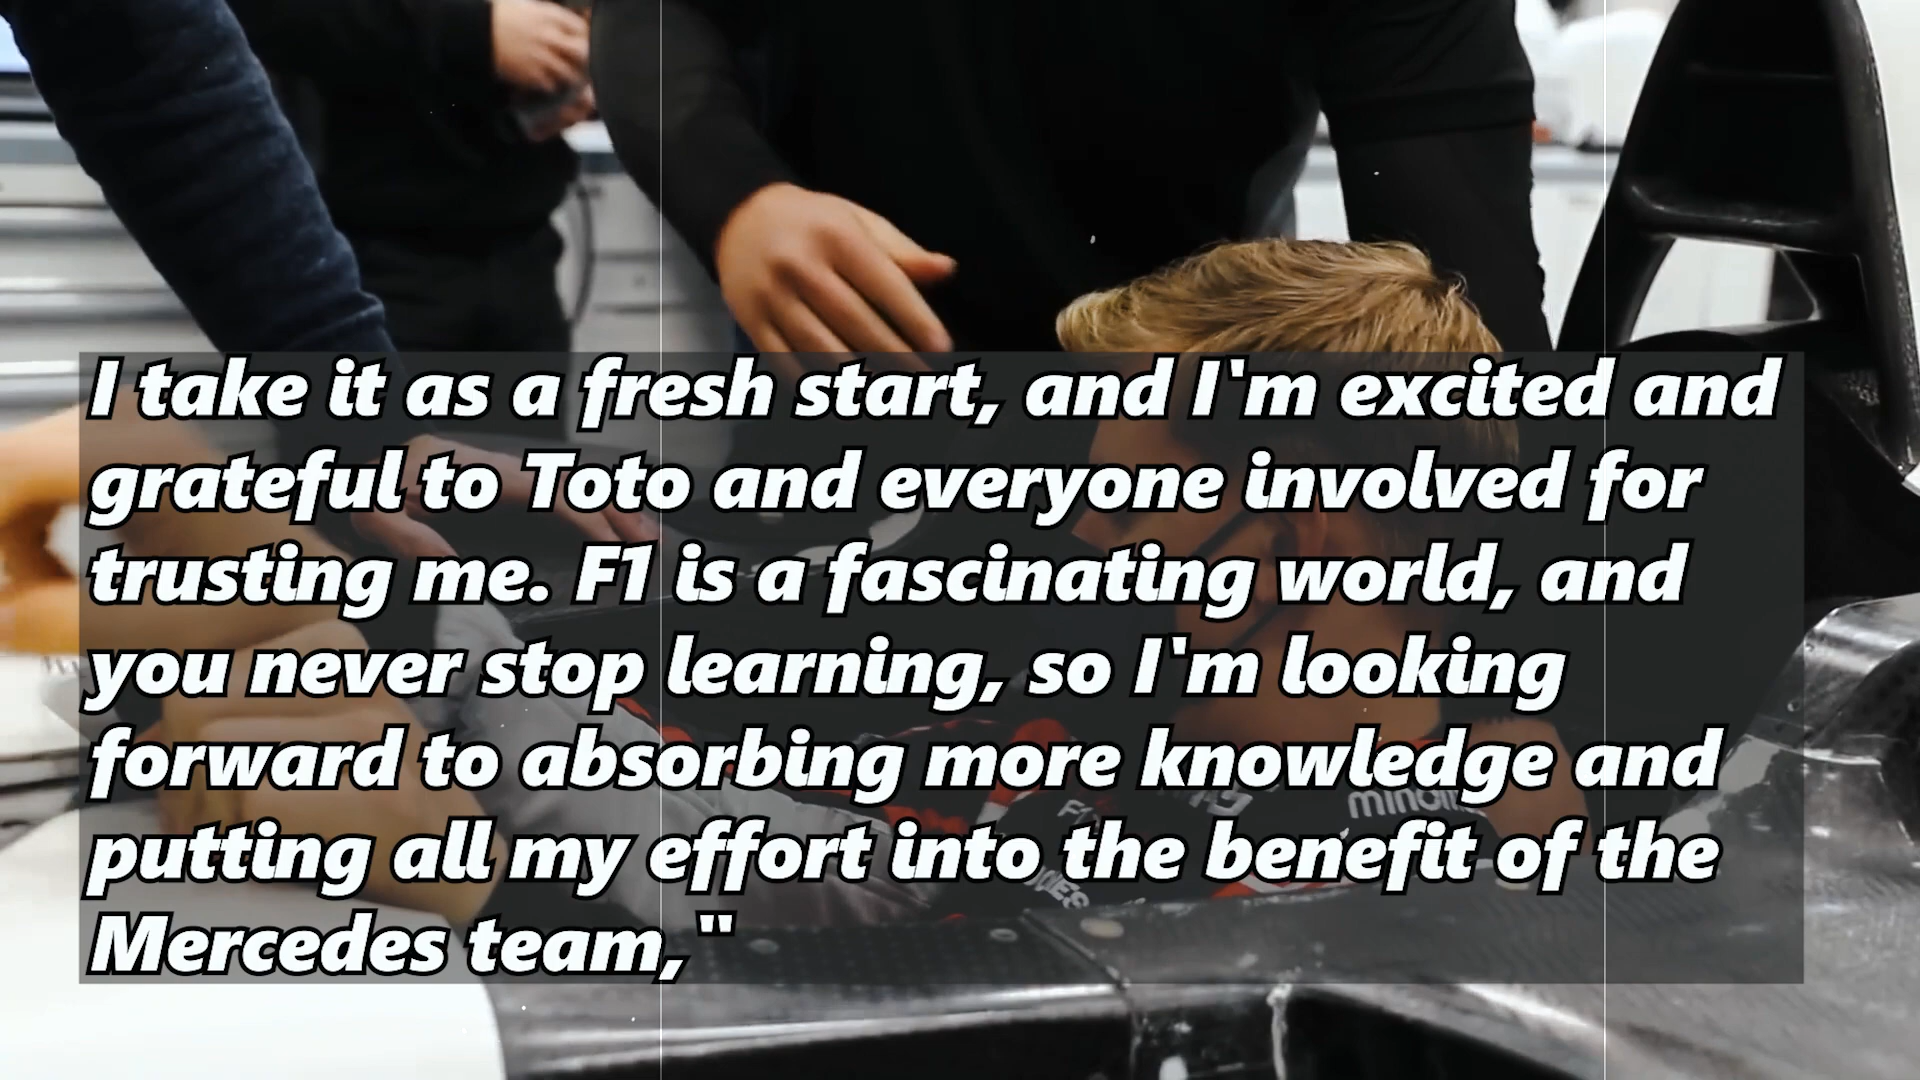 I take it as a fresh start, and I'm excited and
grateful to Toto and everyone involved for
trusting me. F1 is a fascinating world, and
you never stop learning, so I'm looking
forward to absorbing more knowledge and
putting all my effort into the benefit of the
Mercedes team,"